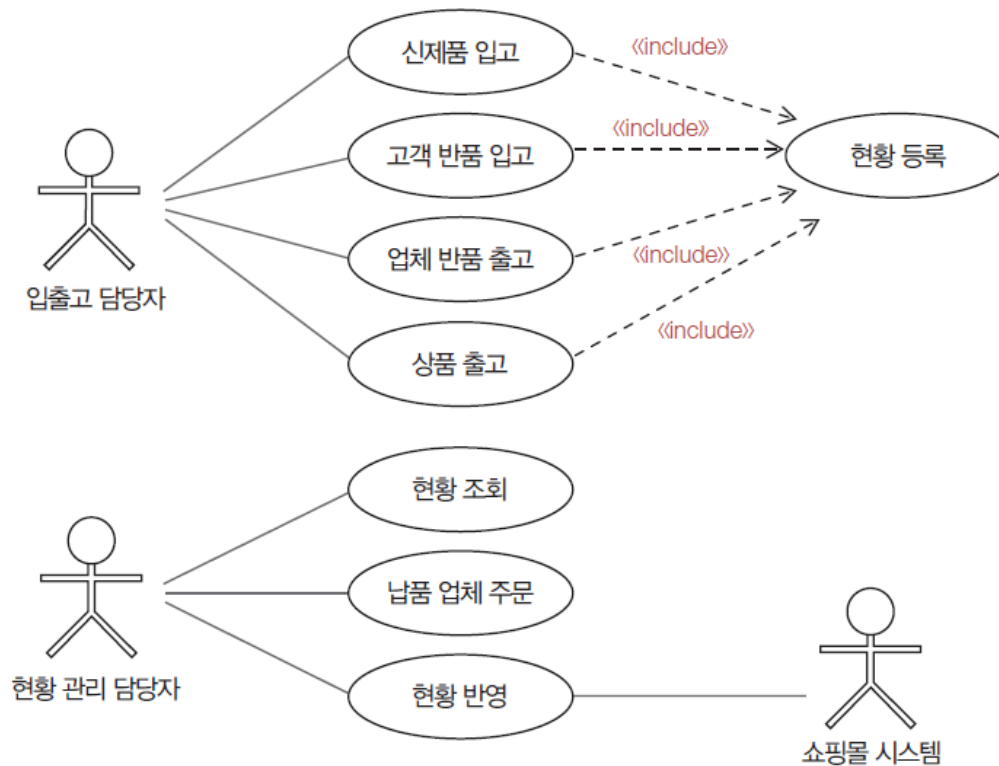 신제품 입고
《include》
고객 반품 입고
《include》
현황 등록
업체 반품 출고
《include》
입출고 담당자
상품 출고
《include》
현황 조회
납품 업체 주문
현황 관리 담당자
현황 반영
쇼핑몰 시스템